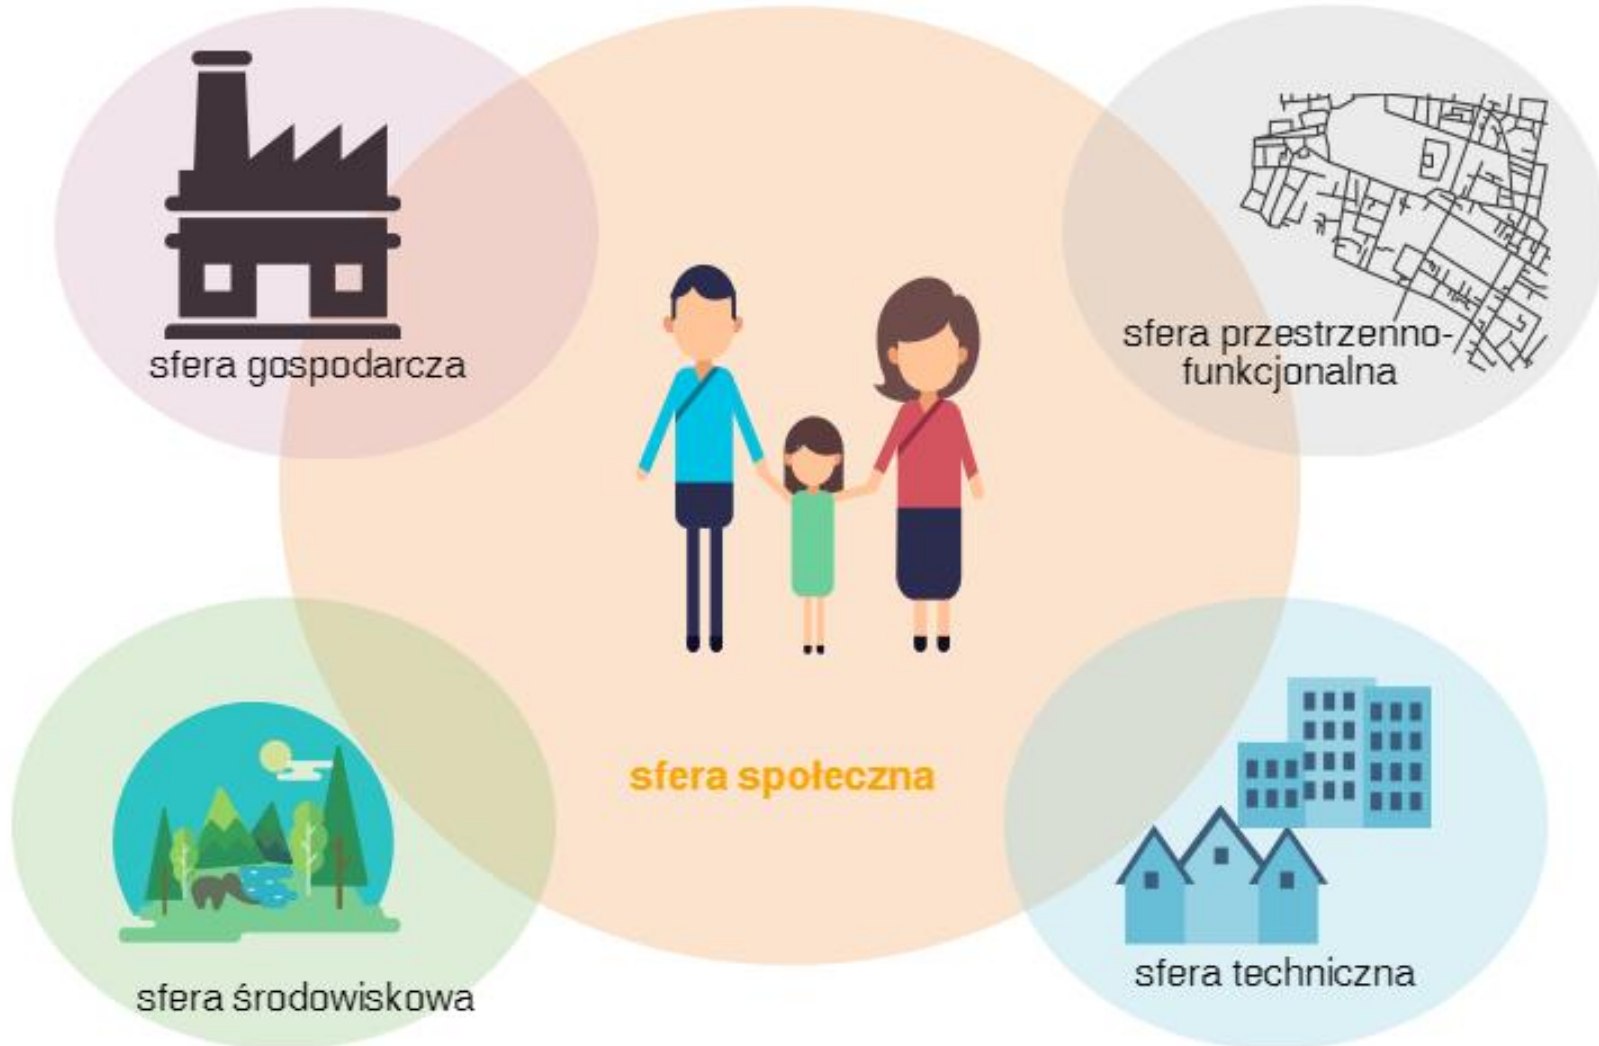 sfera gospodarcza
sfera przestrzenno-
funkcjonalna
sfera społeczna
sfera środowiskowa
sfera techniczna